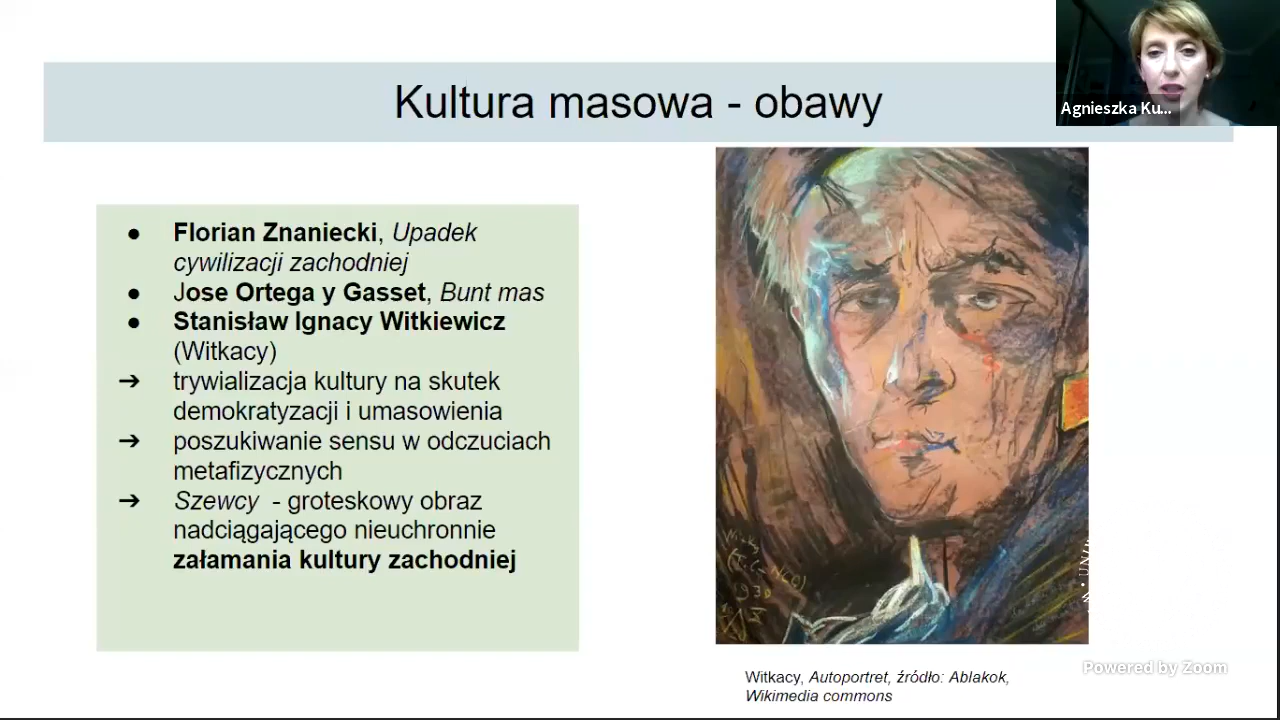 Kultura masowa - obawy
Agnieszka Ku...
● Florian Znaniecki, Upadek
cywilizacji zachodniej
● Jose Ortega y Gasset, Bunt mas
● Stanisław Ignacy Witkiewicz
(Witkacy)
➔ trywializacja kultury na skutek
demokratyzacji i umasowienia
➔ poszukiwanie sensu w odczuciach
metafizycznych
➔ Szewcy - groteskowy obraz
nadciągającego nieuchronnie
załamania kultury zachodniej
Witkacy, Autoportret, źródło: Ablakok,
Wikimedia commons
Powered by Zoom